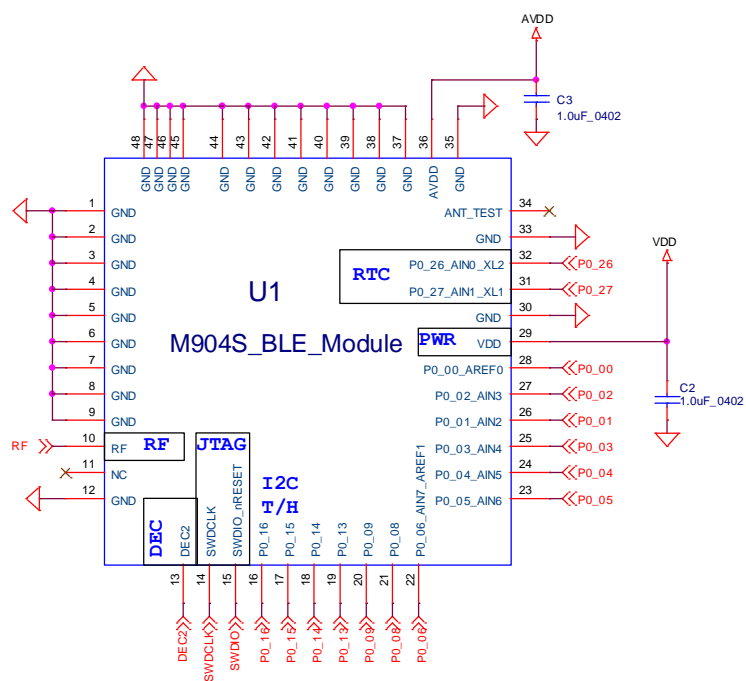 AVDD
C3
1.0uF_0402
48 47 46 45 44 43 42 41 40 39 38 37 36 35
GND GND GND GND GND GND GND GND GND GND GND GND AVDD GND
1 GND
2 GND
3 GND
4 GND
5 GND
6 GND
7 GND
8 GND
9 GND
RF 10 RF RF
11 NC
12 GND
U1
M904S_BLE_Module
ANT_TEST 34
GND 33
RTC
P0_26_AIN0_XL2 32 P0_26
P0_27_AIN1_XL1 31 P0_27
GND 30
PWR VDD 29
VDD
C2
1.0uF_0402
P0_00_AREF0 28 P0_00
P0_02_AIN3 27 P0_02
P0_01_AIN2 26 P0_01
P0_03_AIN4 25 P0_03
P0_04_AIN5 24 P0_04
P0_05_AIN6 23 P0_05
JTAG
I2C
T/H
DEC
DEC2 SWDCLK SWDIO_nRESET P0_16 P0_15 P0_14 P0_13 P0_09 P0_08 P0_06_AIN7_AREF1
13 14 15 16 17 18 19 20 21 22
DEC2 SWDCLK SWDIO P0_16 P0_15 P0_14 P0_13 P0_09 P0_08 P0_06